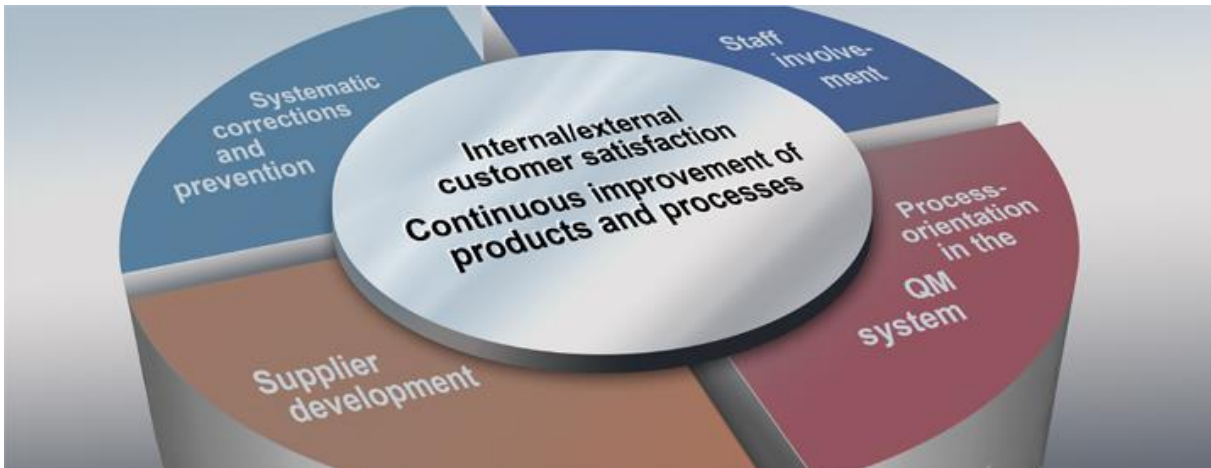 Systematic
corrections
and
prevention
Staff
involve-
ment
Internal/external
customer satisfaction
Continuous improvement of
products and processes
Process-
orientation
in the
QM
system
Supplier
development